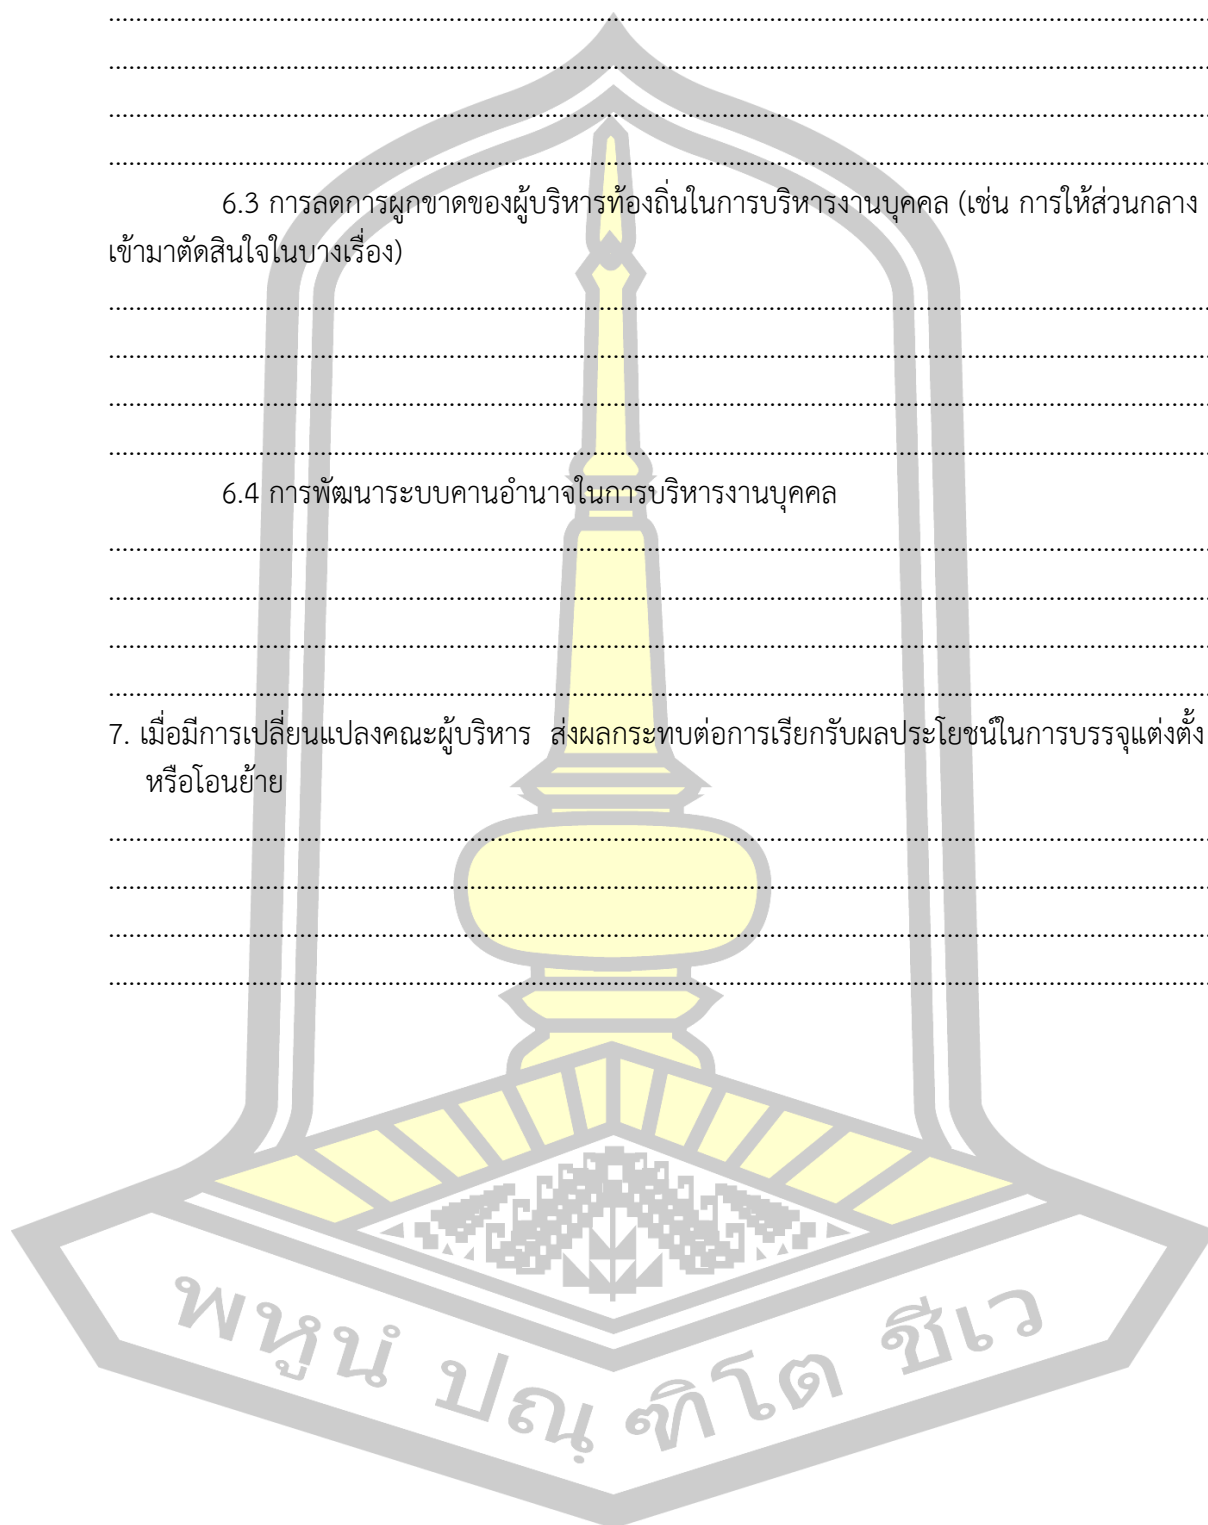 6.3 การลดการผูกขาดของผู้บริหารท้องถิ่นในการบริหารงานบุคคล (เช่น การให้ส่วนกลาง
เข้ามาตัดสินใจในบางเรื่อง)
6.4 การพัฒนาระบบคานอำนาจในการบริหารงานบุคคล
7. เมื่อมีการเปลี่ยนแปลงคณะผู้บริหาร ส่งผลกระทบต่อการเรียกรับผลประโยชน์ในการบรรจุแต่งตั้ง
หรือโอนย้าย
พหูนํ ปณฺ ฑิโต ชีเว